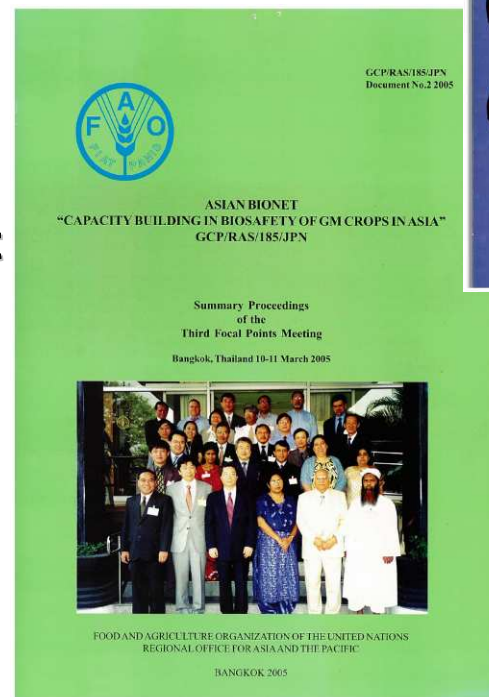 GCP/RAS/185/JPN
Document No.2 2005
FAO
FIAT PANIS
ASIAN BIONET
“CAPACITY BUILDING IN BIOSAFETY OF GM CROPS IN ASIA”
GCP/RAS/185/JPN
Summary Proceedings
of the
Third Focal Points Meeting
Bangkok, Thailand 10-11 March 2005
FOOD AND AGRICULTURE ORGANIZATION OF THE UNITED NATIONS
REGIONAL OFFICE FOR ASIA AND THE PACIFIC
BANGKOK 2005